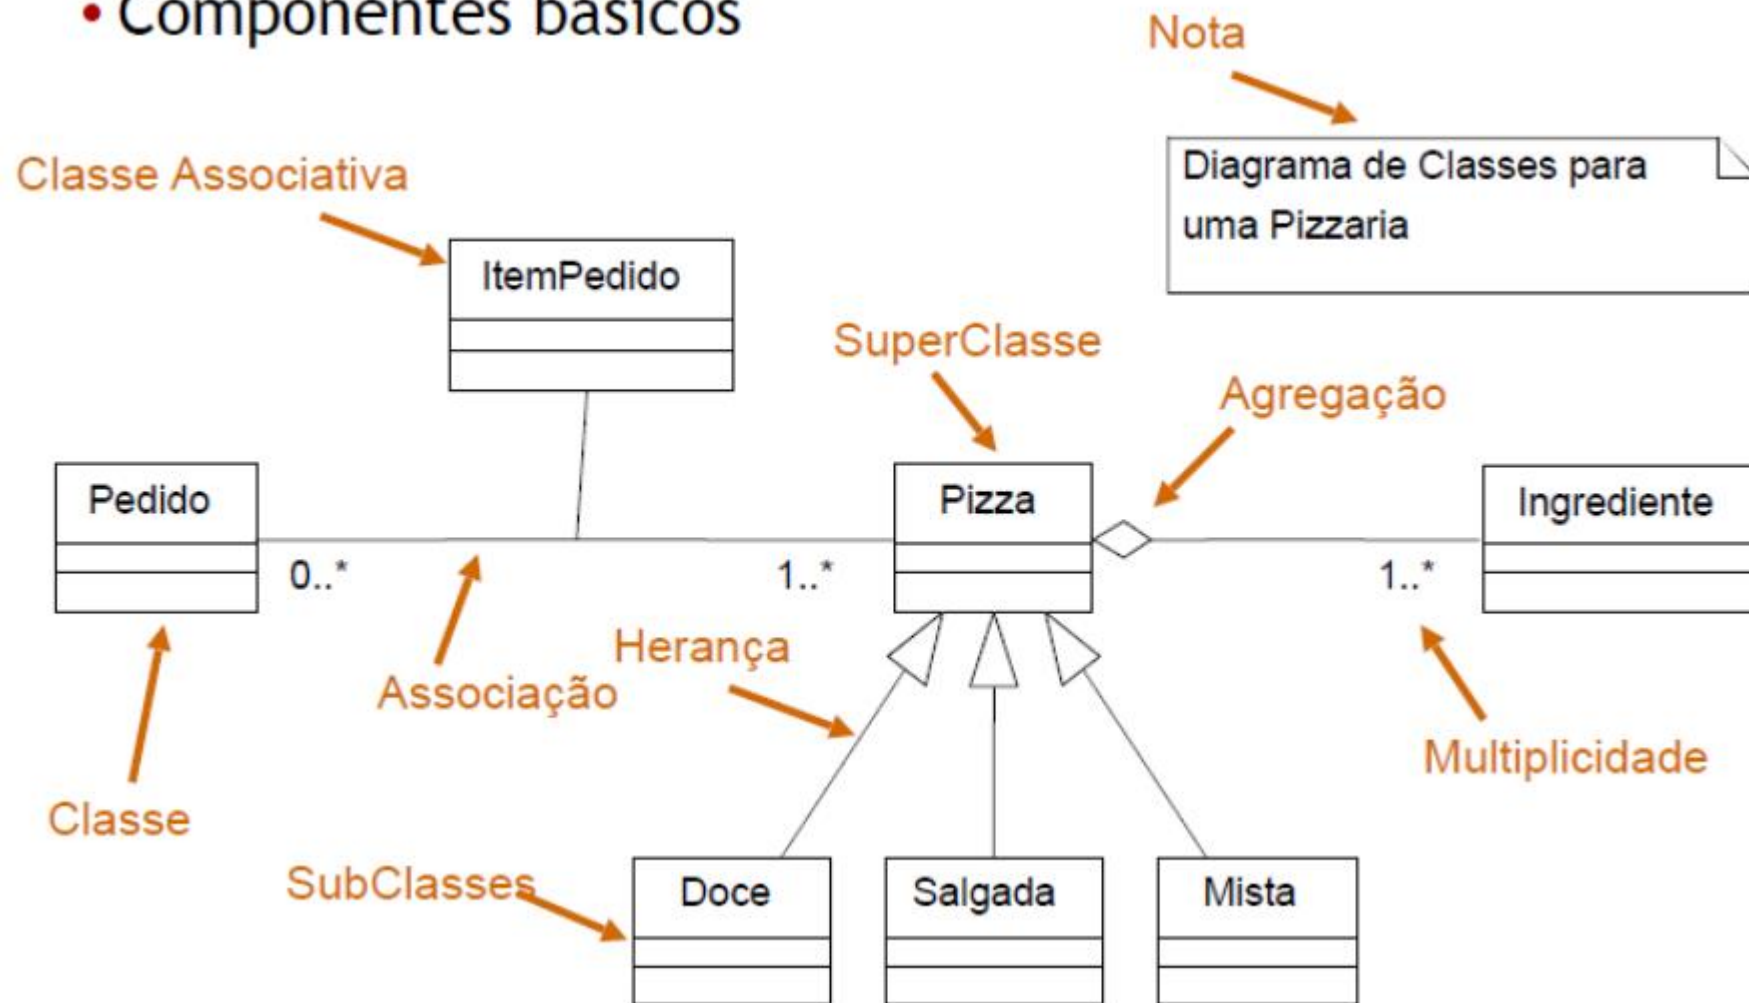 • Componentes básicos
Nota
Diagrama de Classes para
uma Pizzaria
Classe Associativa
ItemPedido
SuperClasse
Agregação
Pedido
Pizza
Ingrediente
0..*
1..*
1..*
Herança
Associação
Multiplicidade
Classe
SubClasses
Doce
Salgada
Mista